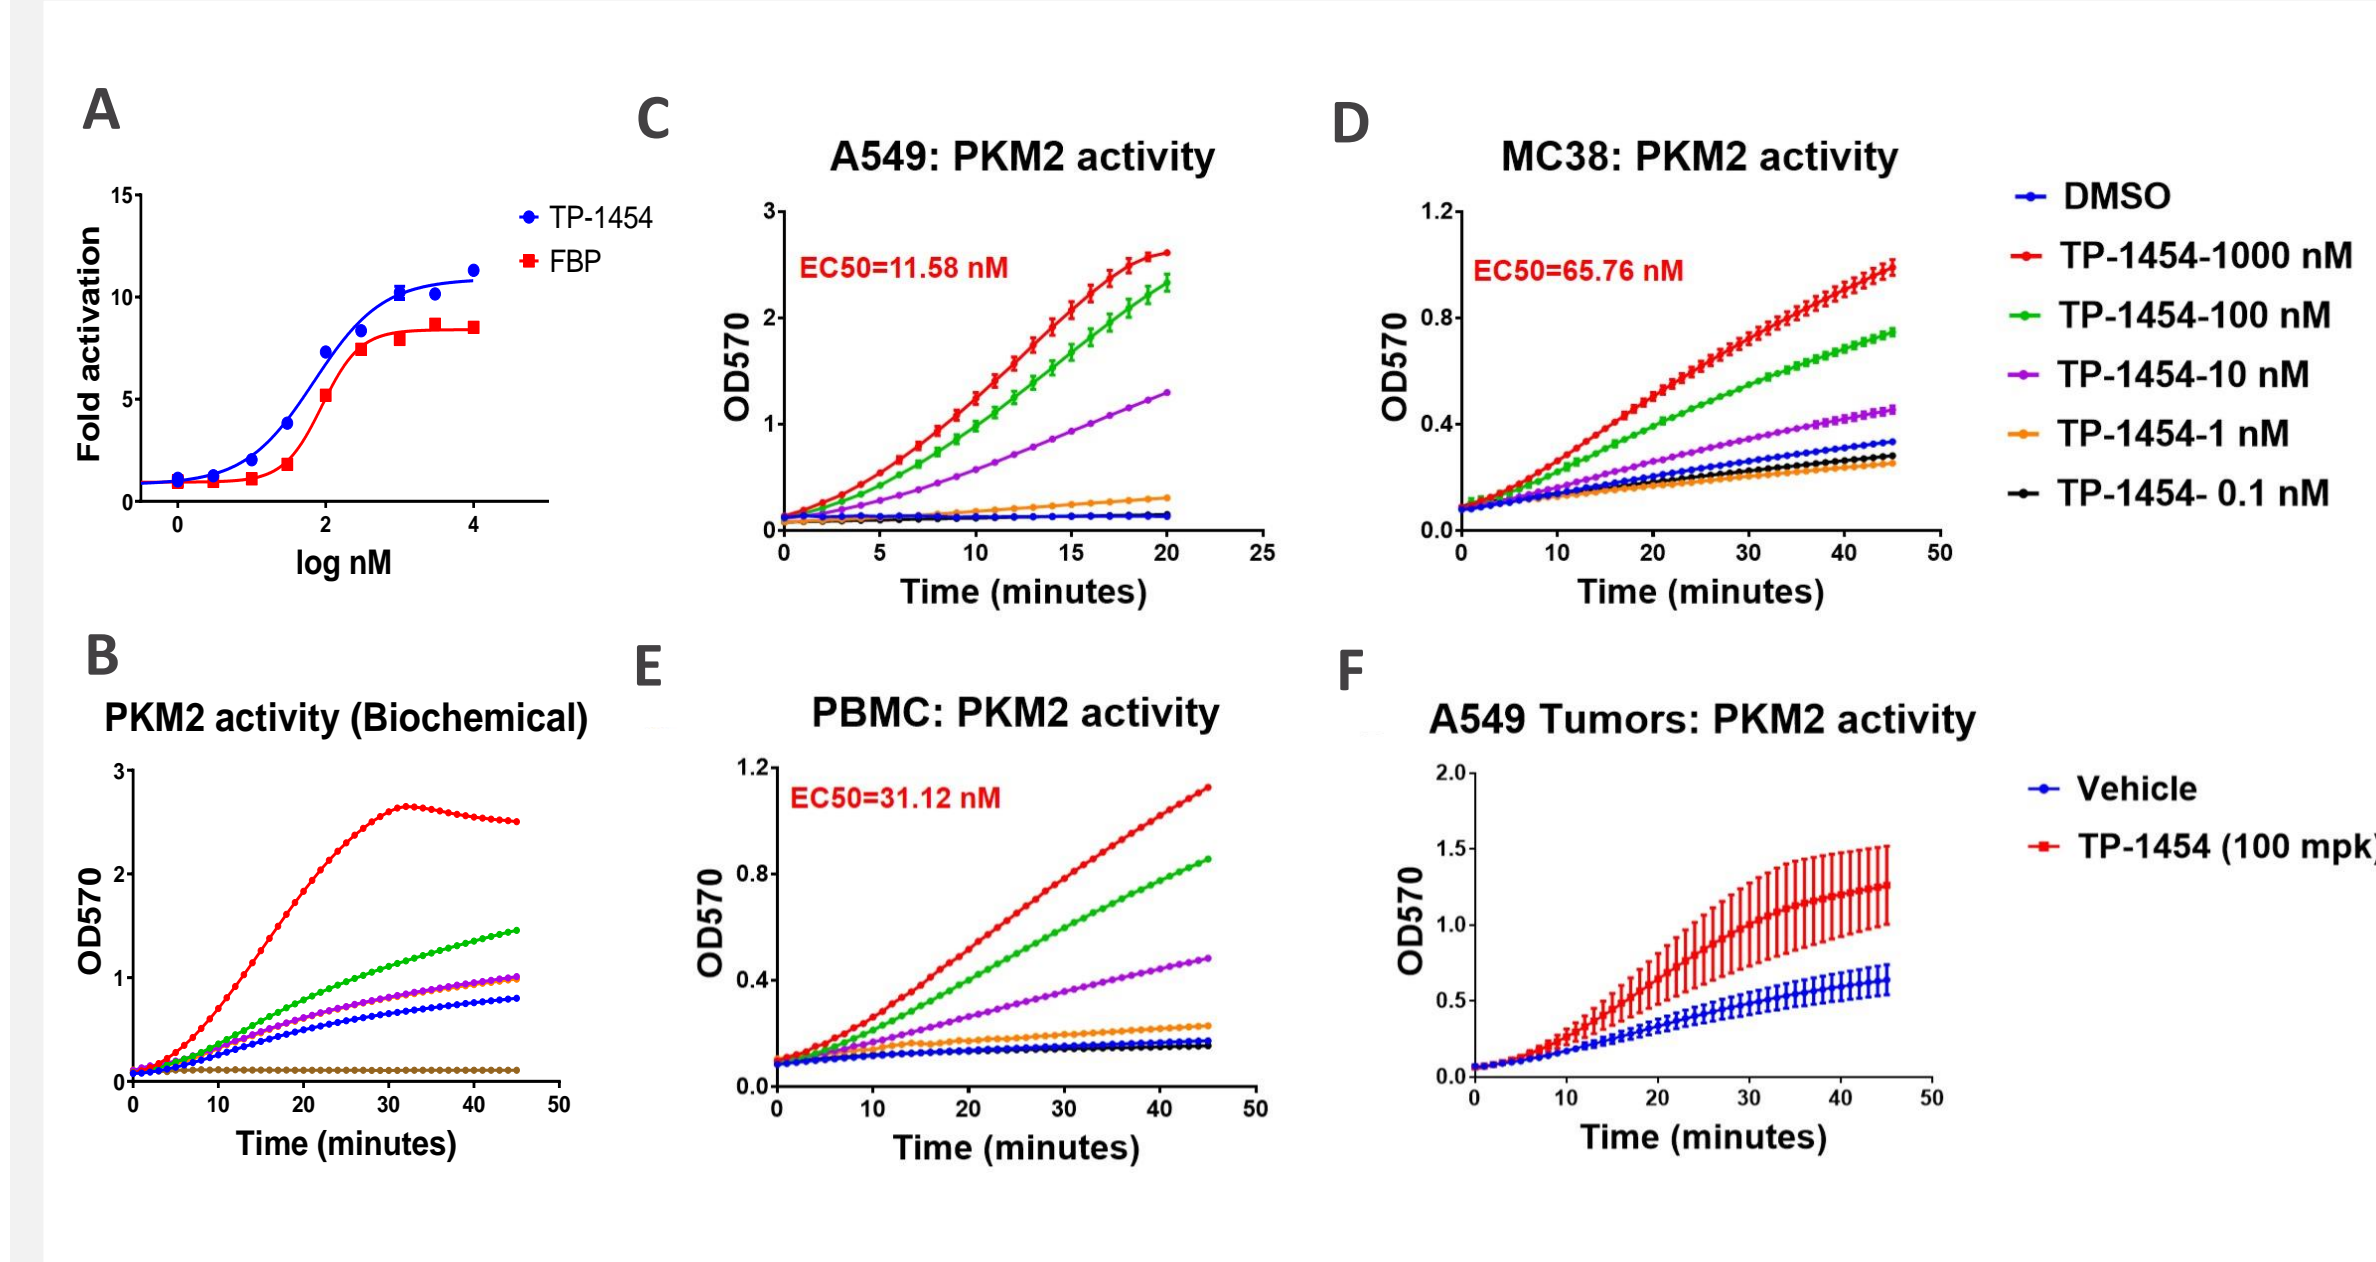 A
15
10
5
0
Fold activation
0 2 4
log nM
TP-1454
FBP
B
PKM2 activity (Biochemical)
3
2
1
0
OD570
0 10 20 30 40 50
Time (minutes)
C
A549: PKM2 activity
EC50=11.58 nM
3
2
1
0
OD570
0 5 10 15 20 25
Time (minutes)
D
MC38: PKM2 activity
EC50=65.76 nM
1.2
0.8
0.4
0.0
OD570
0 10 20 30 40 50
Time (minutes)
DMSO
TP-1454-1000 nM
TP-1454-100 nM
TP-1454-10 nM
TP-1454-1 nM
TP-1454- 0.1 nM
E
PBMC: PKM2 activity
EC50=31.12 nM
1.2
0.8
0.4
0.0
OD570
0 10 20 30 40 50
Time (minutes)
F
A549 Tumors: PKM2 activity
2.0
1.5
1.0
0.5
0.0
OD570
0 10 20 30 40 50
Time (minutes)
Vehicle
TP-1454 (100 mpk)